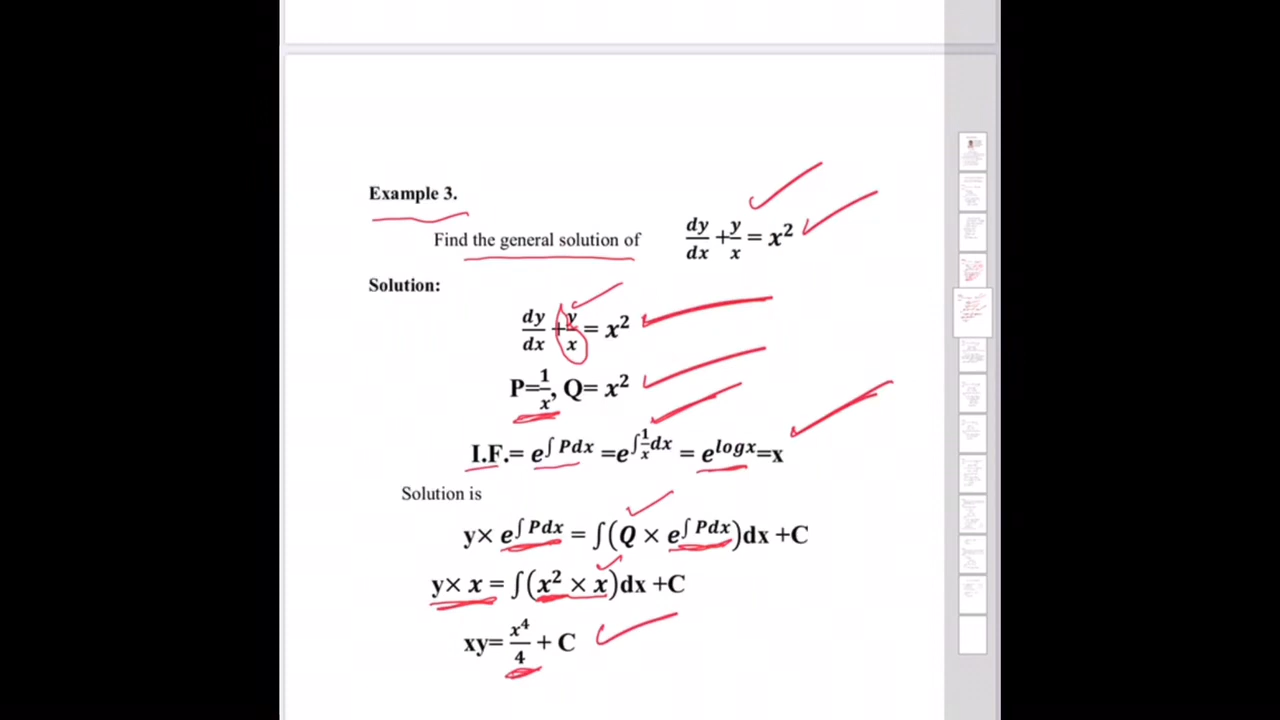 Example 3.
Find the general solution of dy/dx + y/x = x²
Solution:
dy/dx + y/x = x²
P=1/x, Q= x²
I.F.= e^∫ Pdx =e^∫ 1/x dx = e^logx=x
Solution is
y× e^∫ Pdx = ∫(Q × e^∫ Pdx)dx +C
y× x = ∫(x² × x)dx +C
xy= x⁴/4 + C